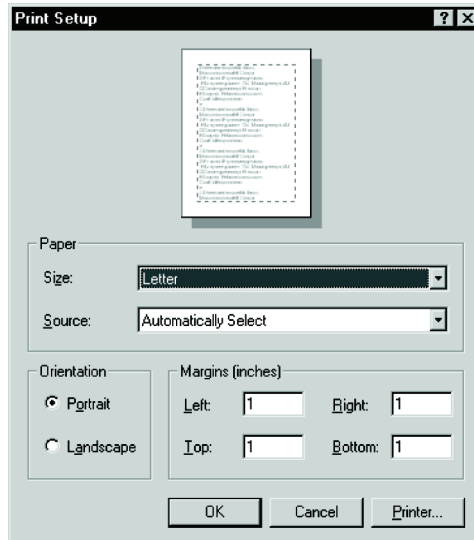 Print Setup
Paper
Size: Letter
Source: Automatically Select
Orientation
Portrait
Landscape
Margins (inches)
Left: 1 Right: 1
Top: 1 Bottom: 1
OK Cancel Printer...